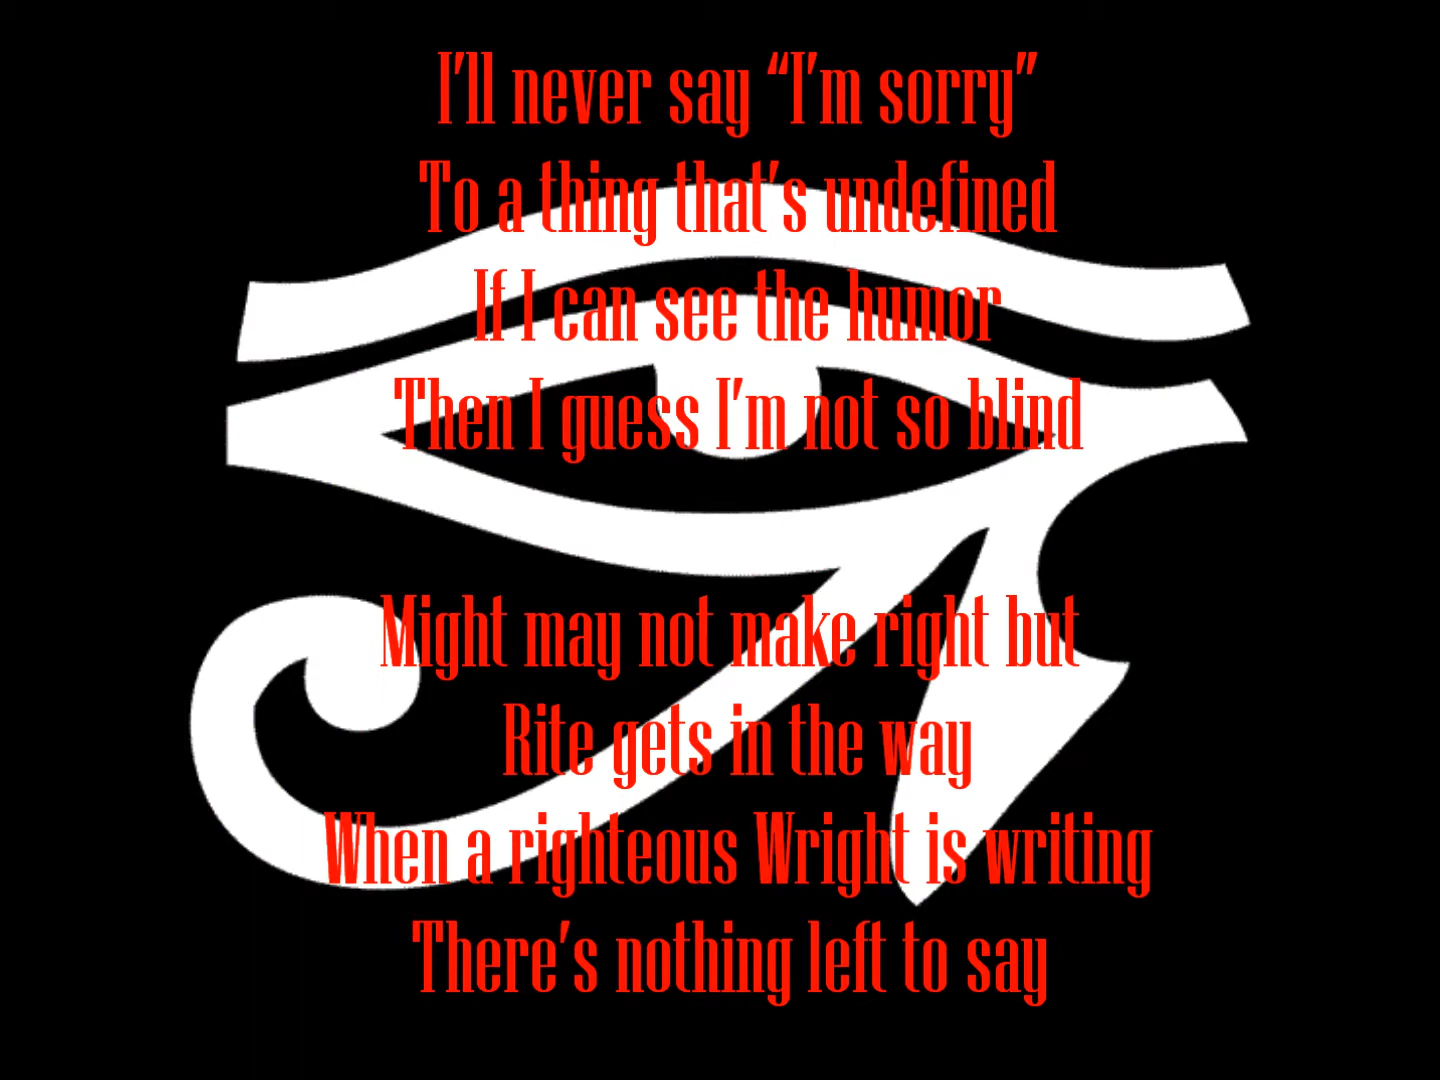 I'll never say “I'm sorry”
To a thing that's undefined
If I can see the humor
Then I guess I'm not so blind
Might may not make right but
Rite gets in the way
When a righteous Wright is writing
There's nothing left to say